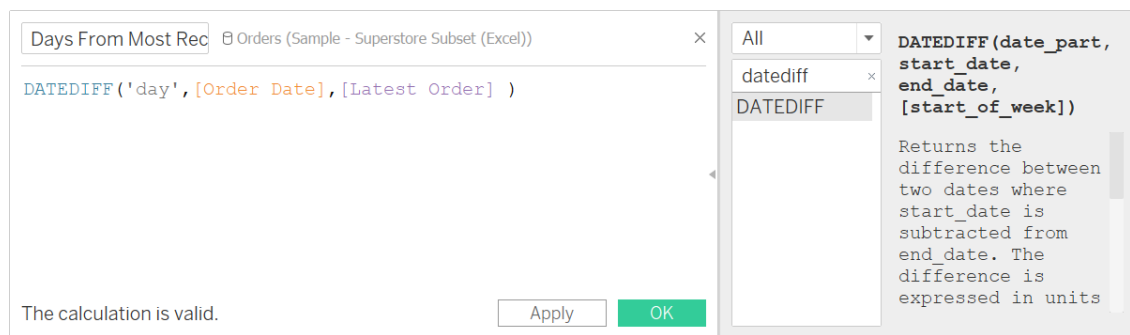 Days From Most Rec Orders (Sample - Superstore Subset (Excel)) ×
DATEDIFF('day',[Order Date],[Latest Order] )
The calculation is valid.
Apply OK
All
datediff ×
DATEDIFF
DATEDIFF(date_part,
start_date,
end_date,
[start_of_week])
Returns the
difference between
two dates where
start_date is
subtracted from
end_date. The
difference is
expressed in units